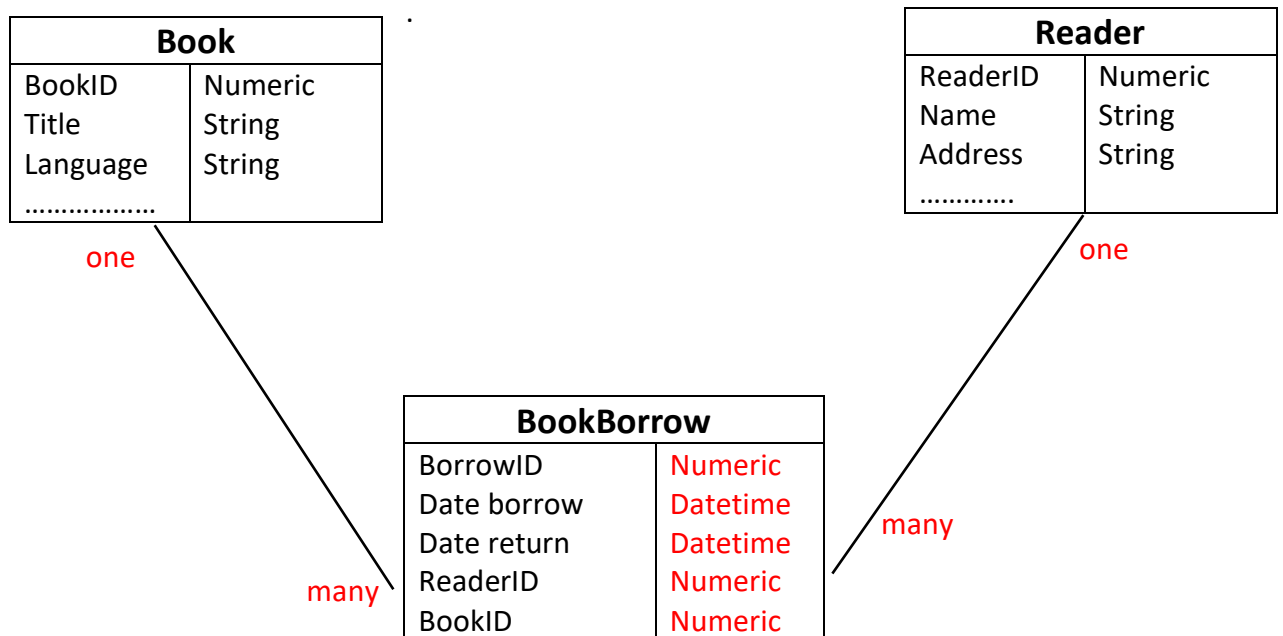 .
Book
BookID Numeric
Title String
Language String
………………
one
Reader
ReaderID Numeric
Name String
Address String
………….
one
BookBorrow
BorrowID Numeric
Date borrow Datetime
Date return Datetime
ReaderID Numeric
BookID Numeric
many
many